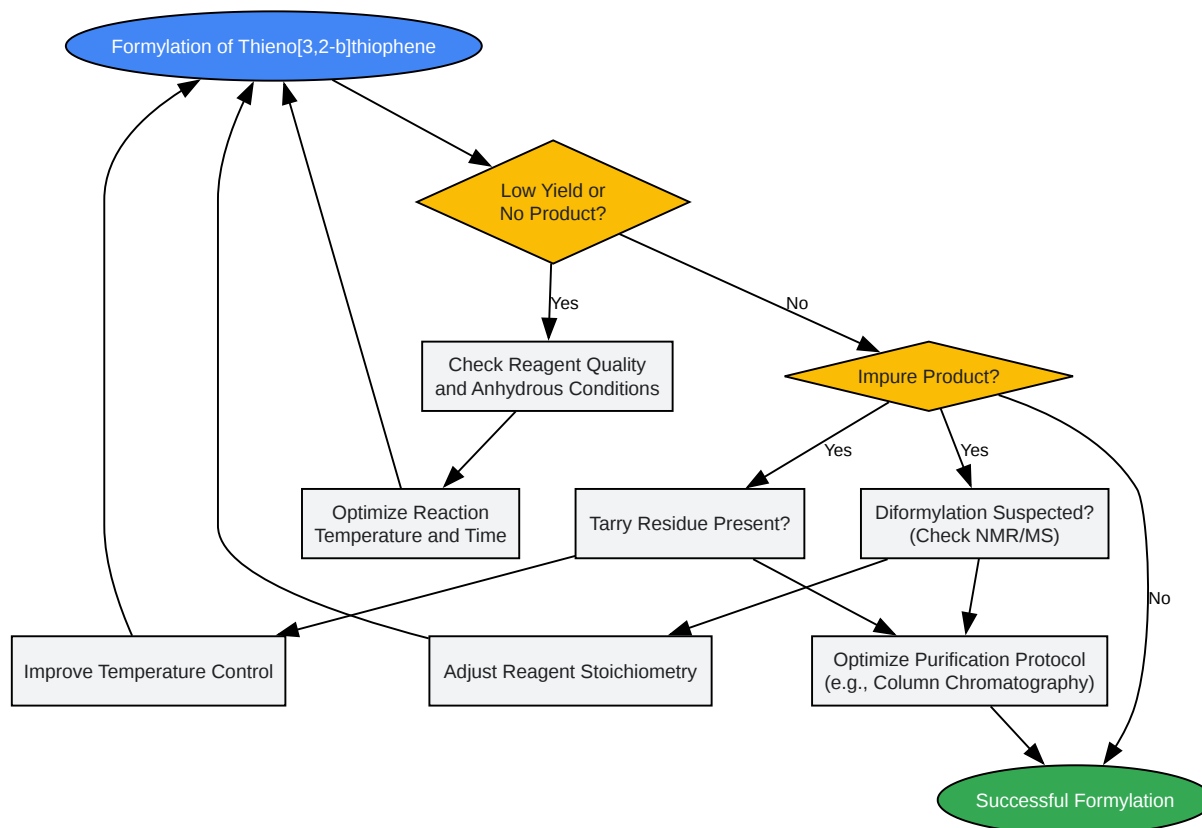 Formylation of Thieno[3,2-b]thiophene
Low Yield or
No Product?
Yes
No
Check Reagent Quality
and Anhydrous Conditions
Impure Product?
Yes
Yes
Optimize Reaction
Temperature and Time
Tarry Residue Present?
Diformylation Suspected?
(Check NMR/MS)
No
Improve Temperature Control
Adjust Reagent Stoichiometry
Optimize Purification Protocol
(e.g., Column Chromatography)
Successful Formylation